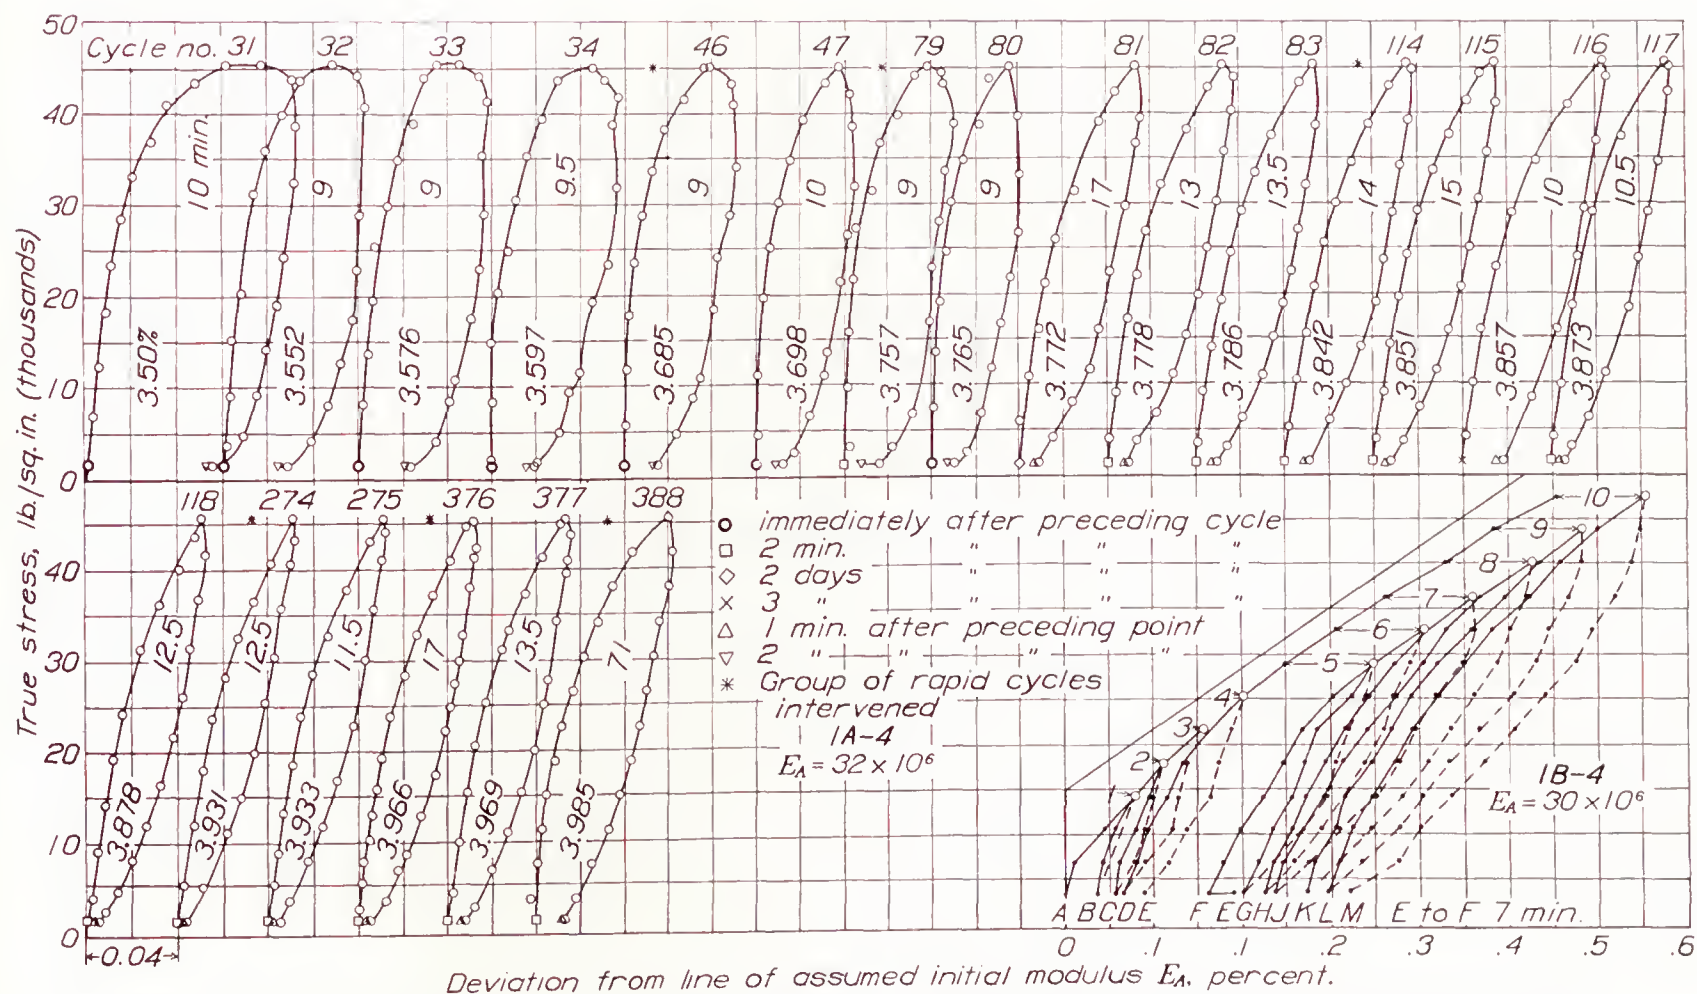 50
Cycle no. 31 32 33 34 46 47 79 80 81 82 83 114 115 116 117
40
30
20
10
0
10 min. 9 9 9.5 9 10 9 9 17 13 13.5 14 15 10 10.5
3.50% 3.552 3.576 3.597 3.685 3.698 3.757 3.765 3.772 3.778 3.786 3.842 3.851 3.857 3.873
True stress, lb./sq. in. (thousands)
118 274 275 376 377 388
40
30
20
10
0
12.5 12.5 11.5 17 13.5 71
3.878 3.931 3.933 3.966 3.969 3.985
O immediately after preceding cycle
□ 2 min. " " "
◇ 2 days " " "
× 3 " " " "
△ 1 min. after preceding point
▽ 2 " " " "
* Group of rapid cycles
intervened
1A-4
E_A = 32 × 10⁶
10
9
8
7
6
5
4
3
2
1
1B-4
E_A = 30 × 10⁶
A B C D E F E G H J K L M E to F 7 min.
0 .1 .1 .2 .3 .4 .5 .6
0.04
Deviation from line of assumed initial modulus E_A, percent.